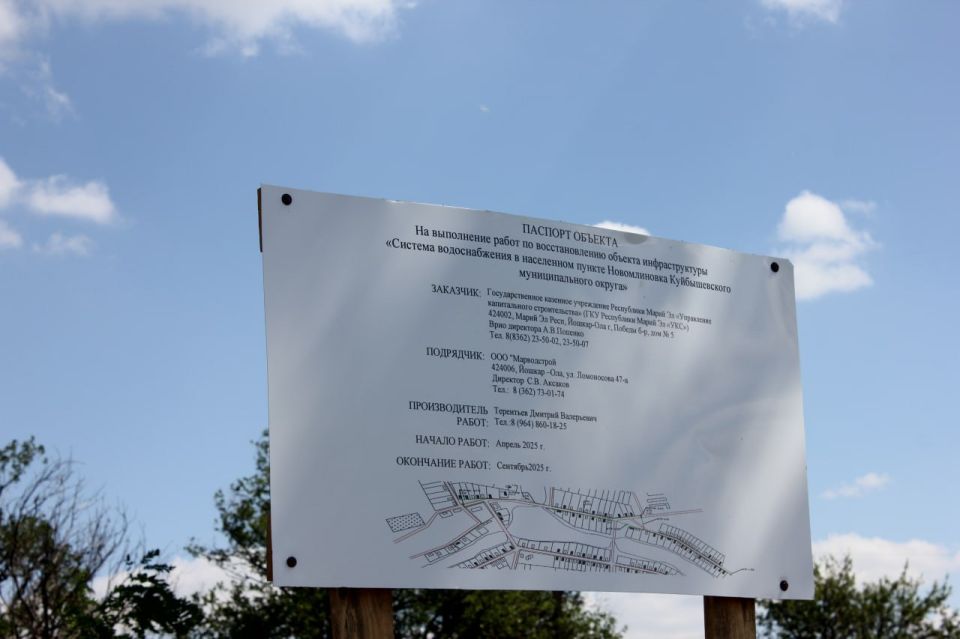 ПАСПОРТ ОБЪЕКТА
На выполнение работ по восстановлению объекта инфраструктуры
«Система водоснабжения в населенном пункте Новомлиновка Куйбышевского
муниципального округа»
ЗАКАЗЧИК: Государственное казенное учреждение Республики Марий Эл «Управление
капитального строительства» (ГКУ Республики Марий Эл «УКС»)
424002, Марий Эл Респ, Йошкар-Ола г, Победы б-р, дом № 5
Врио директора А.В Попенко
Тел. 8(8362) 23-50-02, 23-50-07
ПОДРЯДЧИК: ООО "Марводстрой
424006, Йошкар –Ола, ул. Ломоносова 47-а
Директор С.В. Аксаков
Тел.: 8 (362) 73-01-74
ПРОИЗВОДИТЕЛЬ Терентьев Дмитрий Валерьевич
РАБОТ: Тел.:8 (964) 860-18-25
НАЧАЛО РАБОТ: Апрель 2025 г.
ОКОНЧАНИЕ РАБОТ: Сентябрь2025 г.